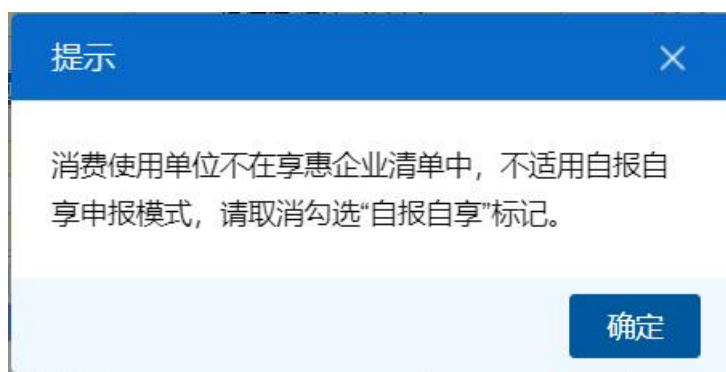 提示
消费使用单位不在享惠企业清单中，不适用自报自
享申报模式，请取消勾选“自报自享”标记。
确定